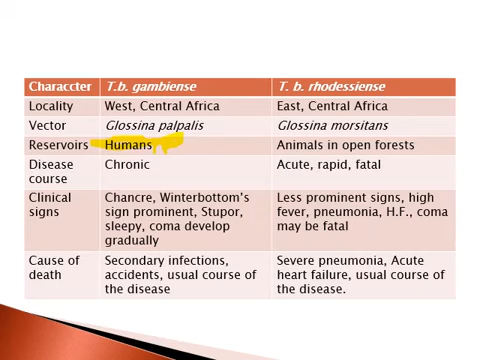 Characcter T.b. gambiense T. b. rhodessiense
Locality West, Central Africa East, Central Africa
Vector Glossina palpalis Glossina morsitans
Reservoirs Humans Animals in open forests
Disease Chronic Acute, rapid, fatal
course
Clinical Chancre, Winterbottom's Less prominent signs, high
signs sign prominent, Stupor, fever, pneumonia, H.F., coma
sleepy, coma develop may be fatal
gradually
Cause of Secondary infections, Severe pneumonia, Acute
death accidents, usual course of heart failure, usual course of
the disease the disease.